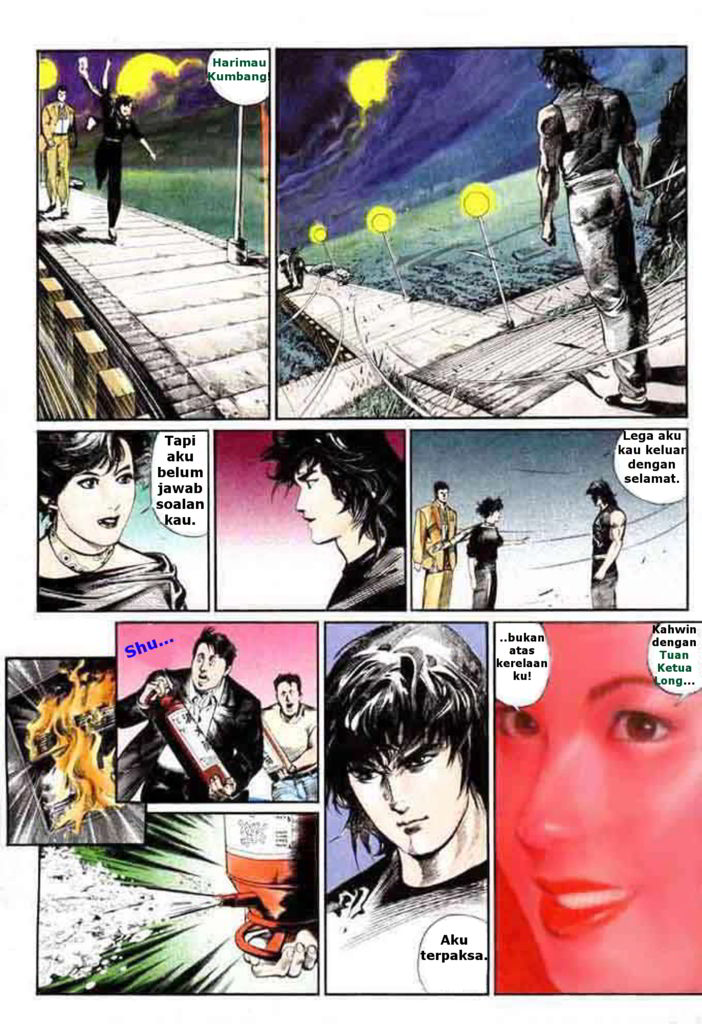 Harimau
Kumbang!
Tapi
aku
belum
jawab
soalan
kau.
Lega aku
kau keluar
dengan
selamat.
Shu...
Aku
terpaksa.
..bukan
atas
kerelaan
ku!
Kahwin
dengan
Tuan
Ketua
Long...